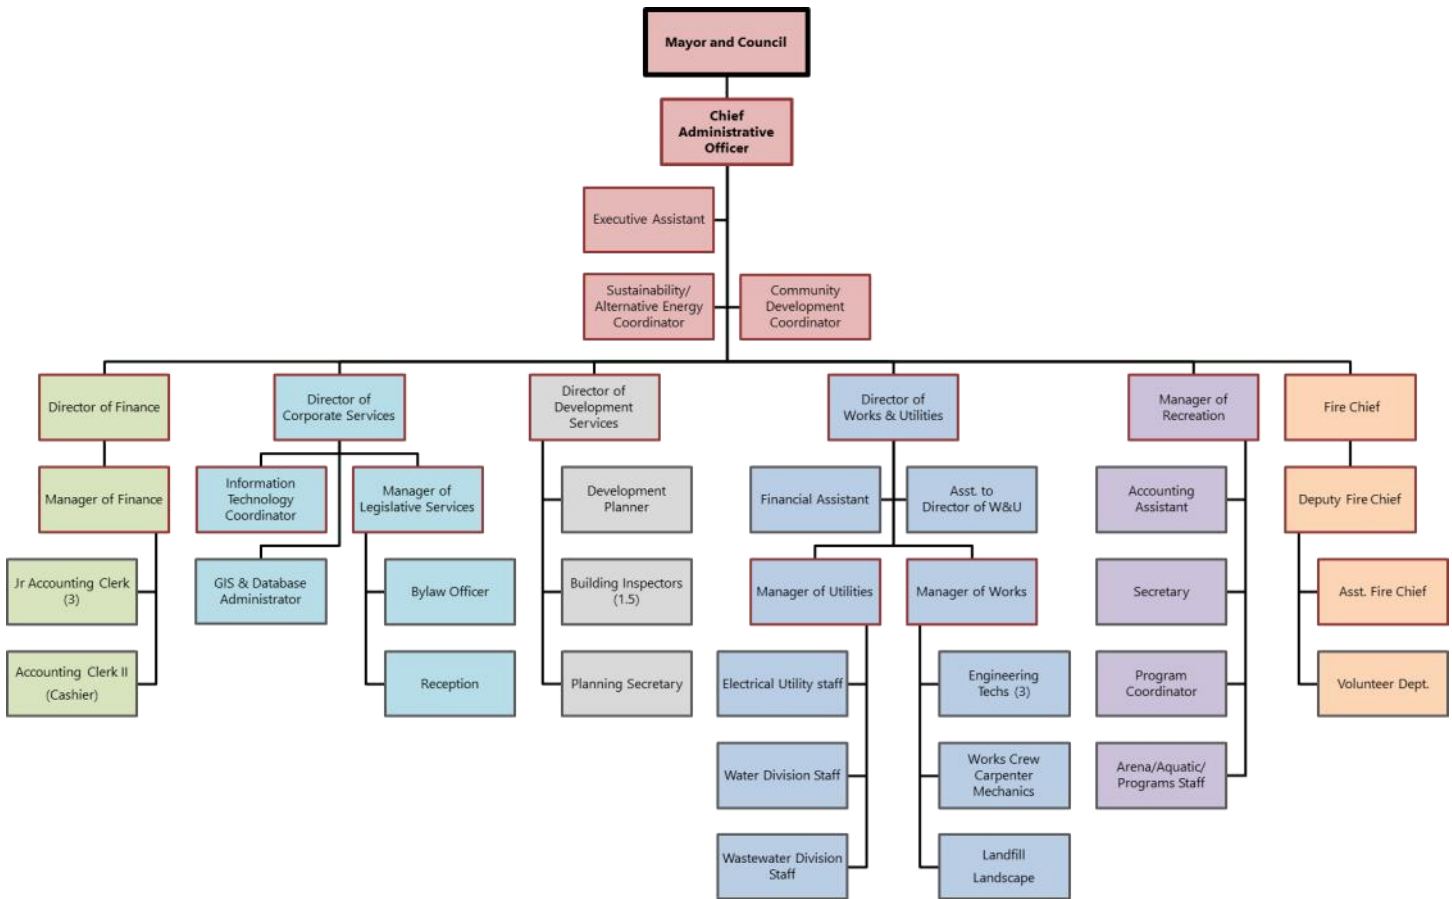 Mayor and Council
Chief
Administrative
Officer
Executive Assistant
Sustainability/
Alternative Energy
Coordinator
Community
Development
Coordinator
Director of Finance
Director of
Corporate Services
Director of
Development
Services
Director of
Works & Utilities
Manager of
Recreation
Fire Chief
Manager of Finance
Information
Technology
Coordinator
Manager of
Legislative Services
Development
Planner
Financial Assistant
Asst. to
Director of W&U
Accounting
Assistant
Deputy Fire Chief
Jr Accounting Clerk
(3)
GIS & Database
Administrator
Bylaw Officer
Building Inspectors
(1.5)
Manager of Utilities
Manager of Works
Secretary
Asst. Fire Chief
Accounting Clerk II
(Cashier)
Reception
Planning Secretary
Electrical Utility staff
Engineering
Techs (3)
Program
Coordinator
Volunteer Dept.
Water Division Staff
Works Crew
Carpenter
Mechanics
Arena/Aquatic/
Programs Staff
Wastewater Division
Staff
Landfill
Landscape